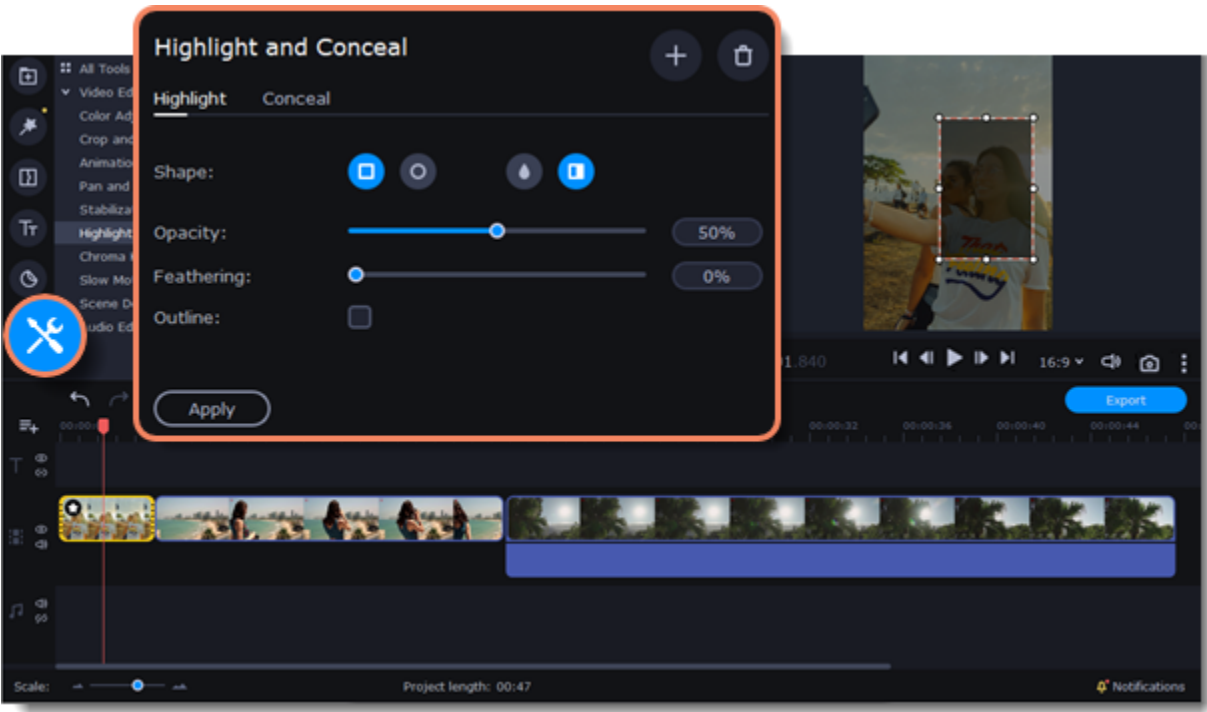 Highlight and Conceal
Highlight Conceal
Shape:
Opacity: 50%
Feathering: 0%
Outline:
Apply
All Tools
Video Ed
Color Adj
Crop and
Animatio
Pan and
Stabiliza
Highlight
Chroma
Slow Mo
Scene D
udio Ed
1.840
16:9
Export
00:00:32 00:00:36 00:00:40 00:00:44 00:
Scale:
Project length: 00:47
Notifications